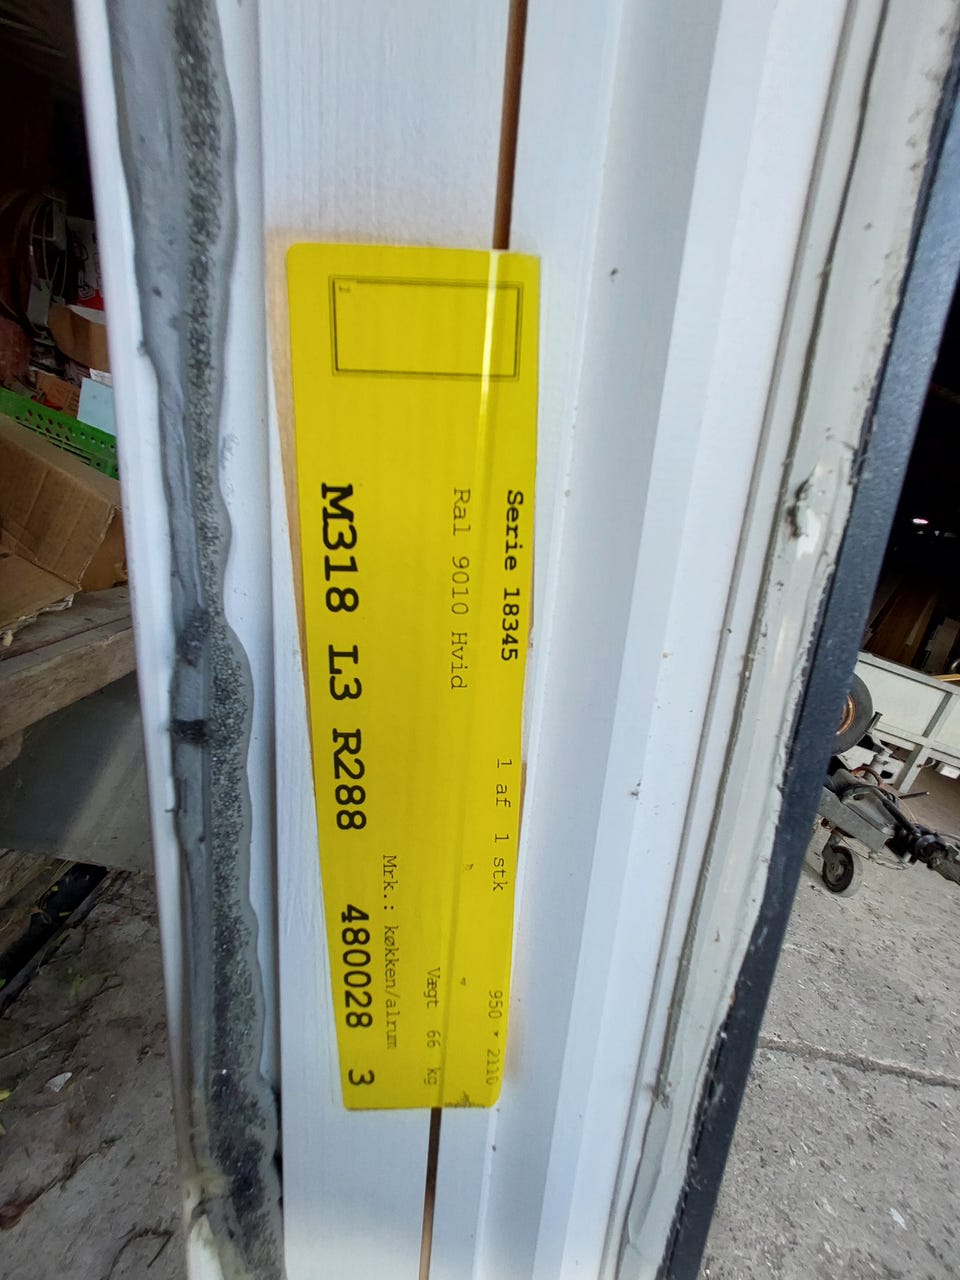 Serie 18345 1 af 1 stk 950 * 2110
Ral 9010 Hvid
Vægt 66 kg
Mrk.: køkken/alrum
M318 L3 R288 480028 3